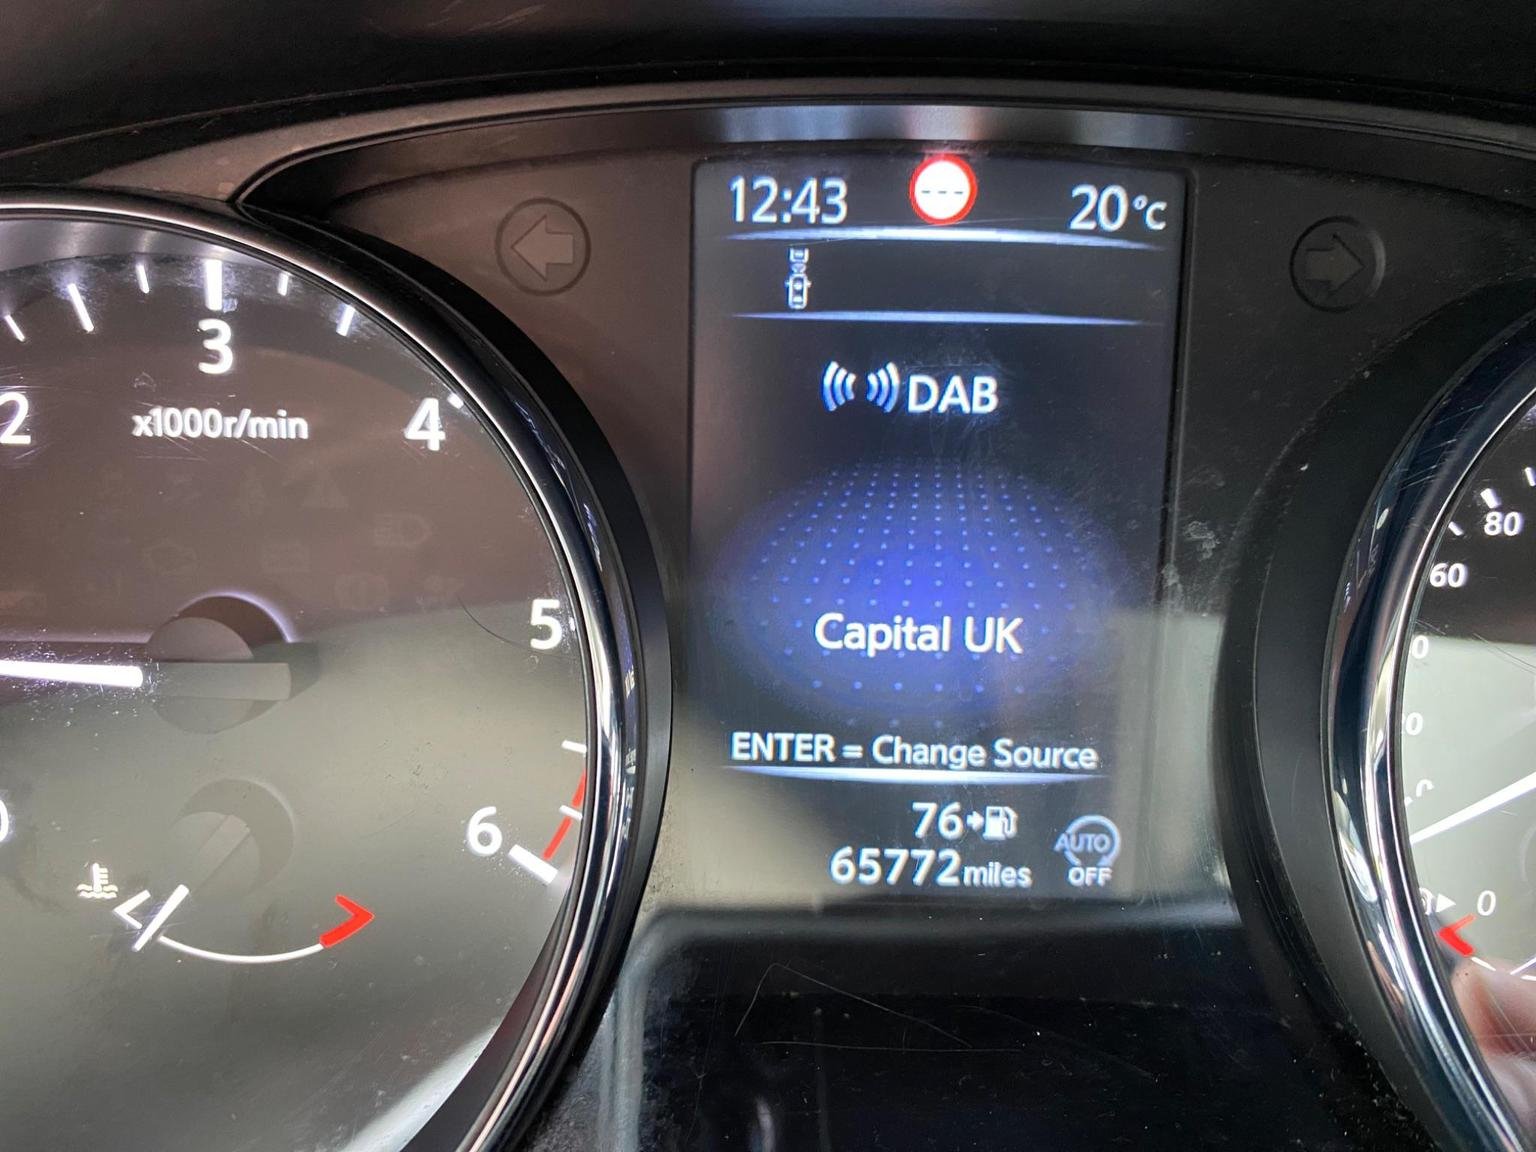 12:43 --- 20°C
DAB
Capital UK
ENTER = Change Source
76
65772 miles
AUTO
OFF
2
3
4
5
6
x1000r/min
80
60
0